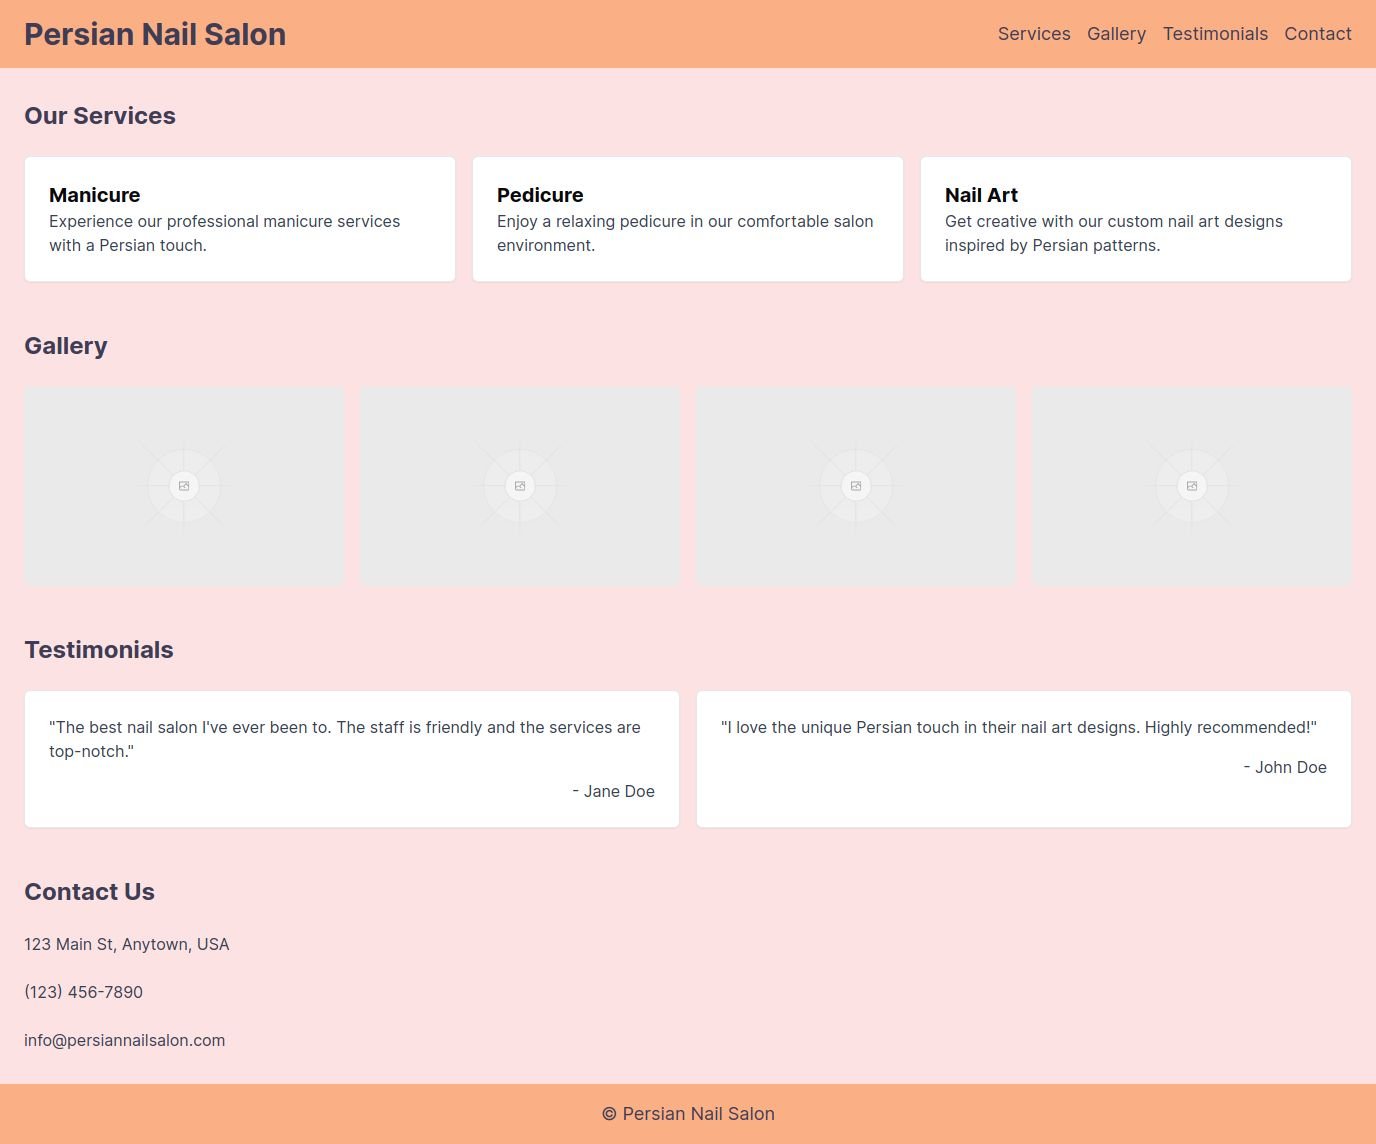 Persian Nail Salon
Services Gallery Testimonials Contact
Our Services
Manicure
Experience our professional manicure services
with a Persian touch.
Pedicure
Enjoy a relaxing pedicure in our comfortable salon
environment.
Nail Art
Get creative with our custom nail art designs
inspired by Persian patterns.
Gallery
Testimonials
"The best nail salon I've ever been to. The staff is friendly and the services are
top-notch."
- Jane Doe
"I love the unique Persian touch in their nail art designs. Highly recommended!"
- John Doe
Contact Us
123 Main St, Anytown, USA
(123) 456-7890
info@persiannailsalon.com
© Persian Nail Salon